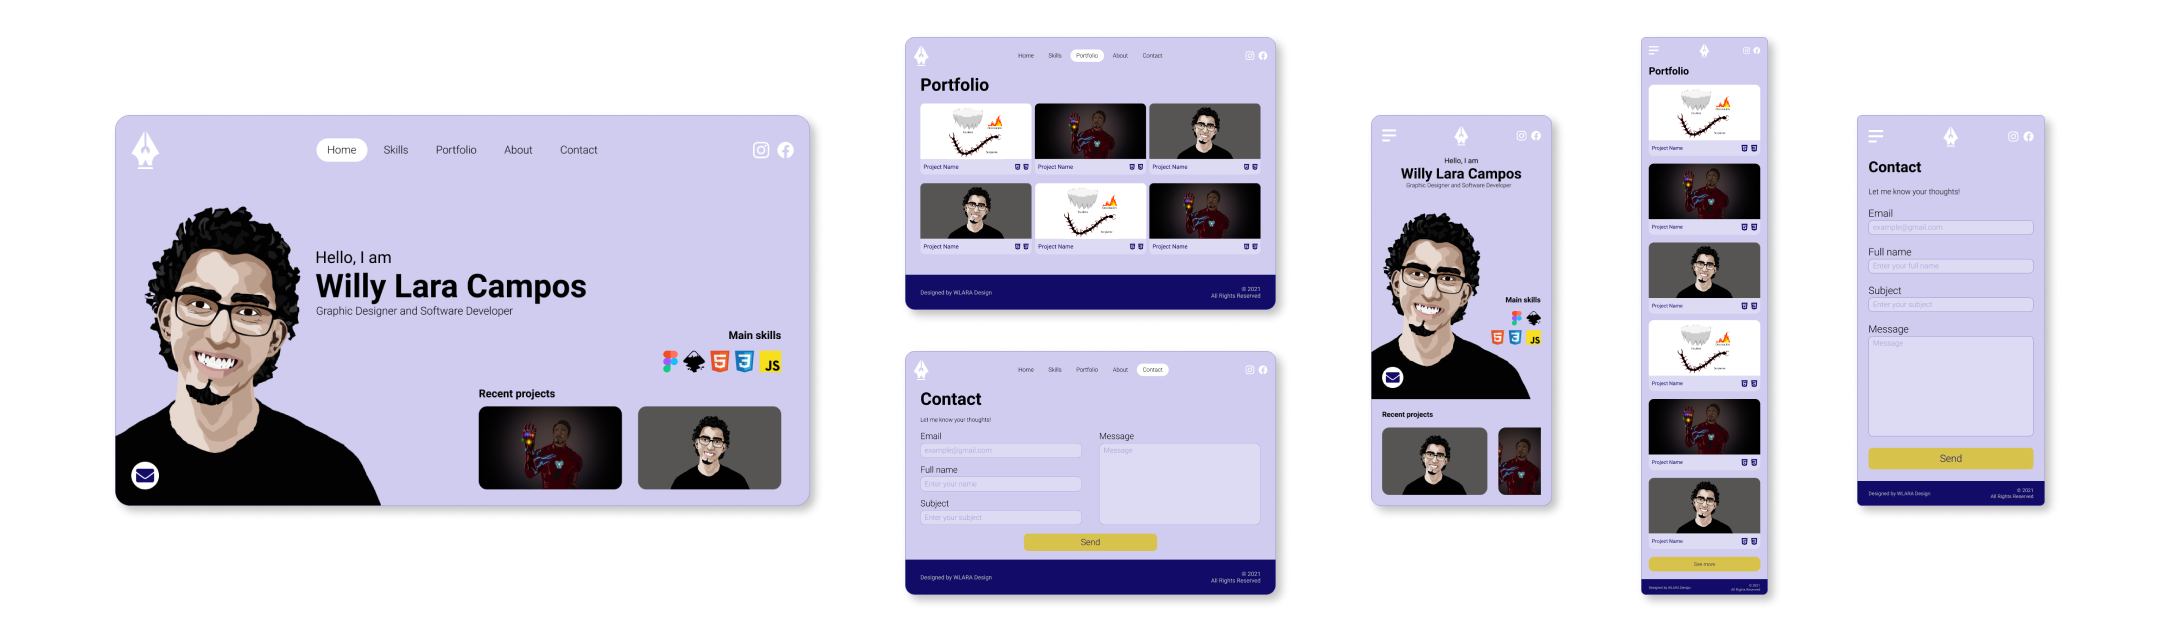 Home Skills Portfolio About Contact
Hello, I am
Willy Lara Campos
Graphic Designer and Software Developer
Main skills
5 3 JS
Recent projects
Home Skills Portfolio About Contact
Portfolio
Project Name Project Name Project Name
Project Name Project Name Project Name
Designed by WLARA Design
© 2021
All Rights Reserved
Home Skills Portfolio About Contact
Contact
Let me know your thoughts!
Email
example@gmail.com
Full name
Enter your name
Subject
Enter your subject
Message
Message
Send
Designed by WLARA Design
© 2021
All Rights Reserved
Hello, I am
Willy Lara Campos
Graphic Designer and Software Developer
Main skills
5 3 JS
Recent projects
Portfolio
Project Name
Project Name
Project Name
Project Name
Project Name
Project Name
See more
Designed by WLARA Design
© 2021
All Rights Reserved
Contact
Let me know your thoughts!
Email
example@gmail.com
Full name
Enter your full name
Subject
Enter your subject
Message
Message
Send
Designed by WLARA Design
© 2021
All Rights Reserved